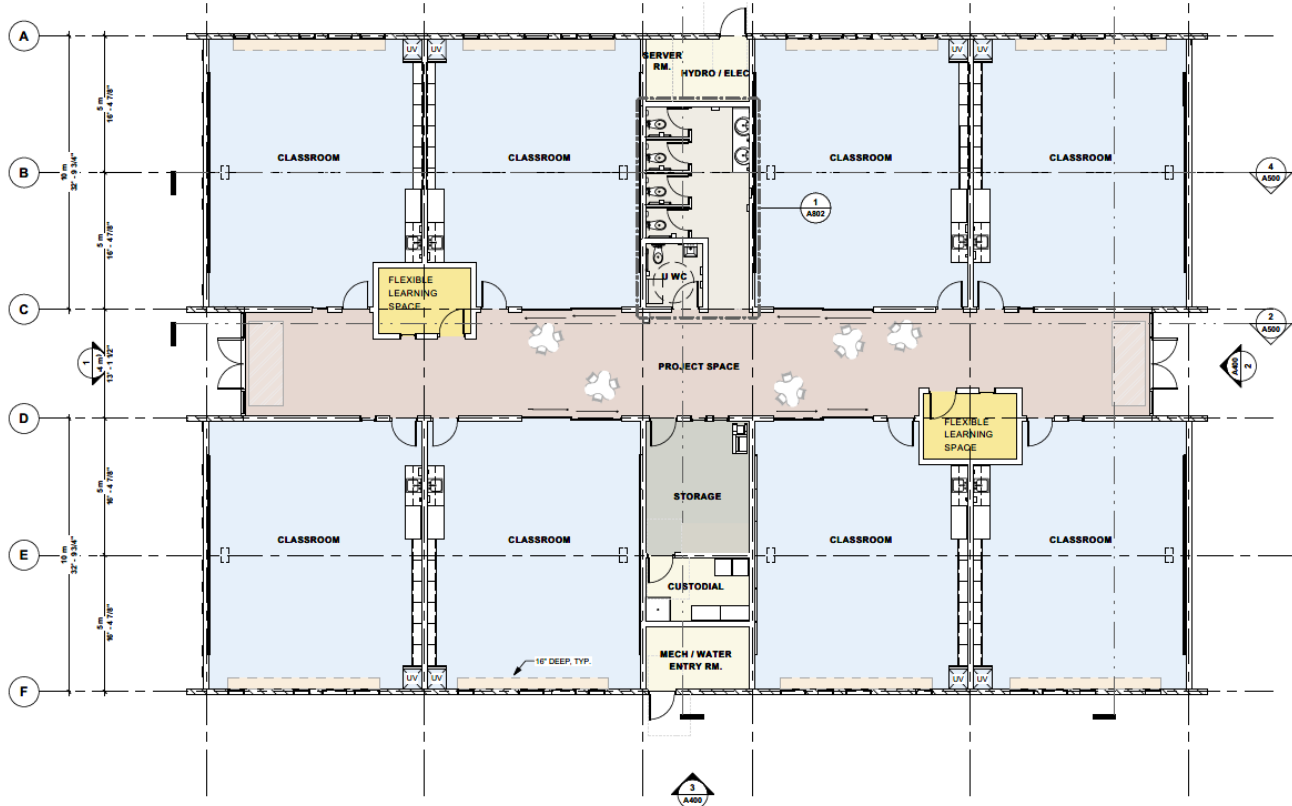 A
UV
UV
UV
UV
SERVER
RM.
HYDRO / ELEC
5 m
16' - 4 7/8"
CLASSROOM
CLASSROOM
CLASSROOM
CLASSROOM
B
10 m
32' - 9 3/4"
4
A500
1
A802
5 m
16' - 4 7/8"
U WC
FLEXIBLE
LEARNING
SPACE
C
2
A500
1
4 m
13' - 1 1/2"
PROJECT SPACE
A400
2
D
FLEXIBLE
LEARNING
SPACE
5 m
16' - 4 7/8"
STORAGE
CLASSROOM
CLASSROOM
CLASSROOM
CLASSROOM
E
10 m
32' - 9 3/4"
CUSTODIAL
5 m
16' - 4 7/8"
MECH / WATER
ENTRY RM.
16" DEEP, TYP.
UV
UV
UV
UV
F
3
A400